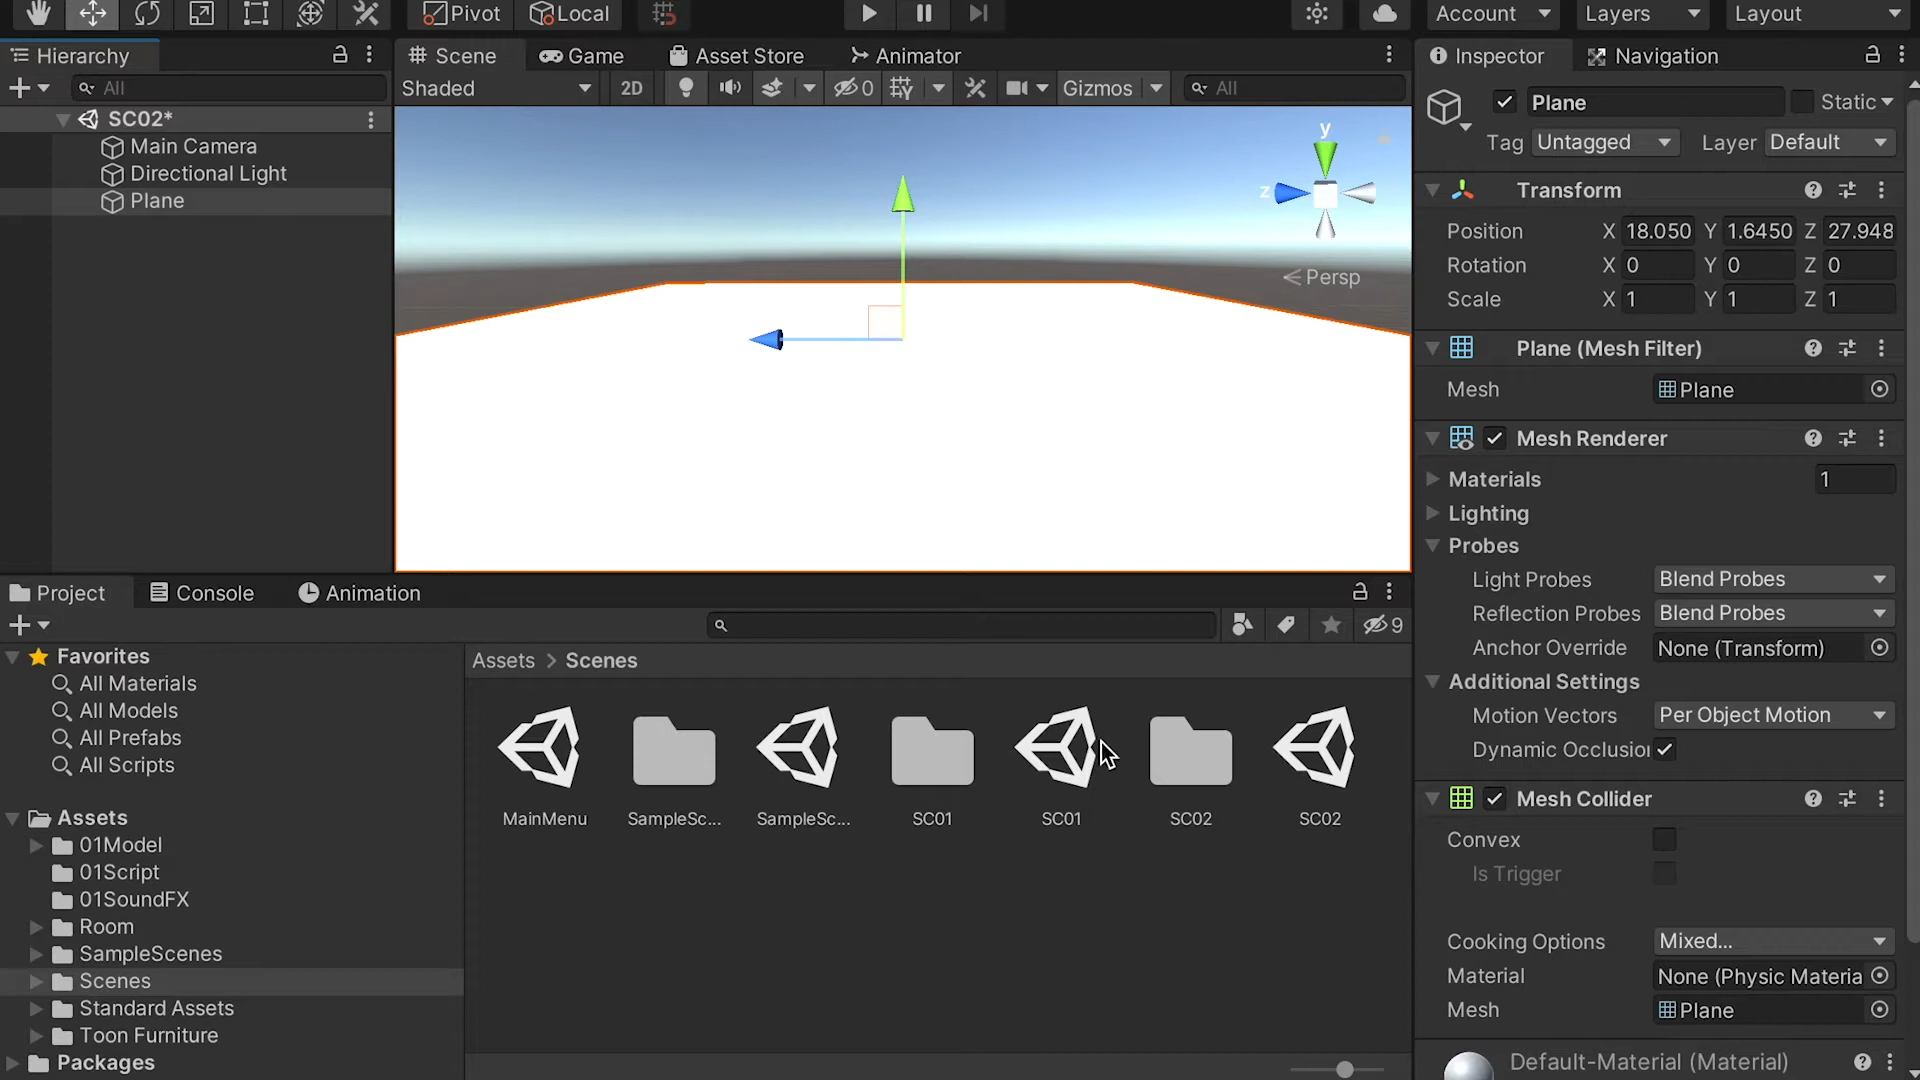 Pivot Local Account Layers Layout
Hierarchy
All
SC02*
Main Camera
Directional Light
Plane
Scene Game Asset Store Animator
Shaded 2D 0 Gizmos All
y
z
Persp
Inspector Navigation
Plane Static
Tag Untagged Layer Default
Transform
Position X 18.050 Y 1.6450 Z 27.948
Rotation X 0 Y 0 Z 0
Scale X 1 Y 1 Z 1
Plane (Mesh Filter)
Mesh Plane
Mesh Renderer
Materials 1
Lighting
Probes
Light Probes Blend Probes
Reflection Probes Blend Probes
Anchor Override None (Transform)
Additional Settings
Motion Vectors Per Object Motion
Dynamic Occlusion
Mesh Collider
Convex
Is Trigger
Cooking Options Mixed...
Material None (Physic Materia
Mesh Plane
Default-Material (Material)
Project Console Animation
9
Favorites
All Materials
All Models
All Prefabs
All Scripts
Assets
01Model
01Script
01SoundFX
Room
SampleScenes
Scenes
Standard Assets
Toon Furniture
Packages
Assets > Scenes
MainMenu SampleSc... SampleSc... SC01 SC01 SC02 SC02